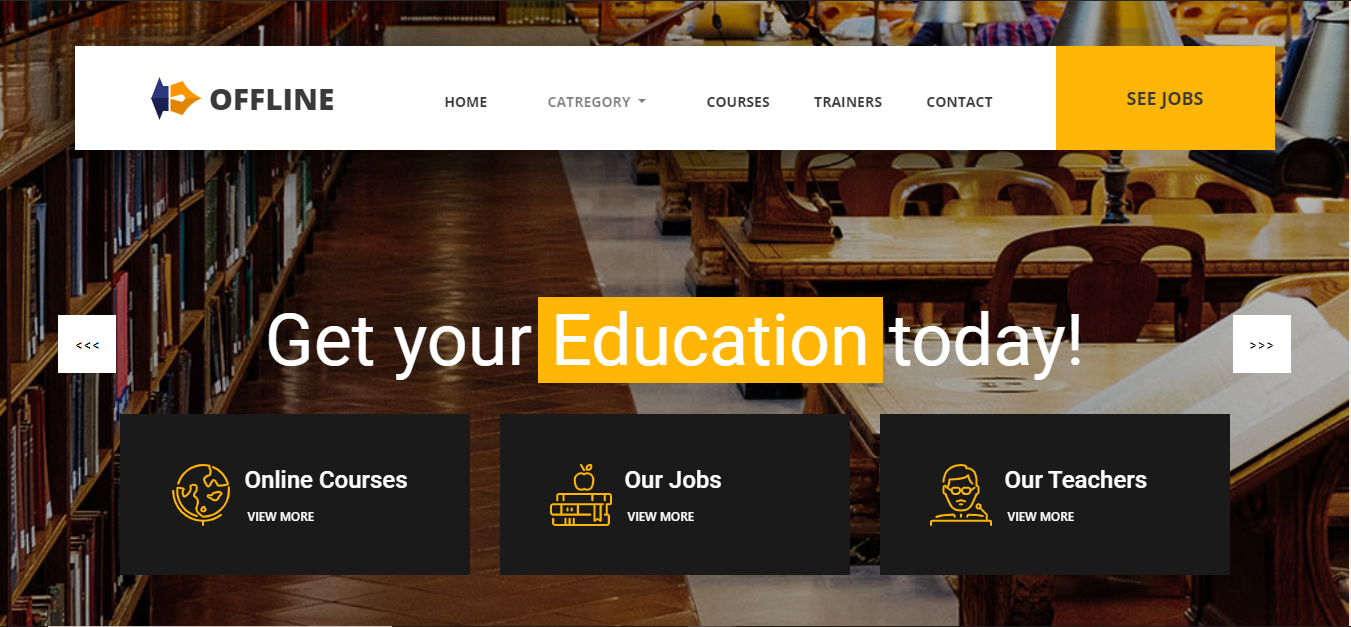 OFFLINE
HOME
CATREGORY
COURSES
TRAINERS
CONTACT
SEE JOBS
<<<
Get your Education today!
>>>
Online Courses
VIEW MORE
Our Jobs
VIEW MORE
Our Teachers
VIEW MORE